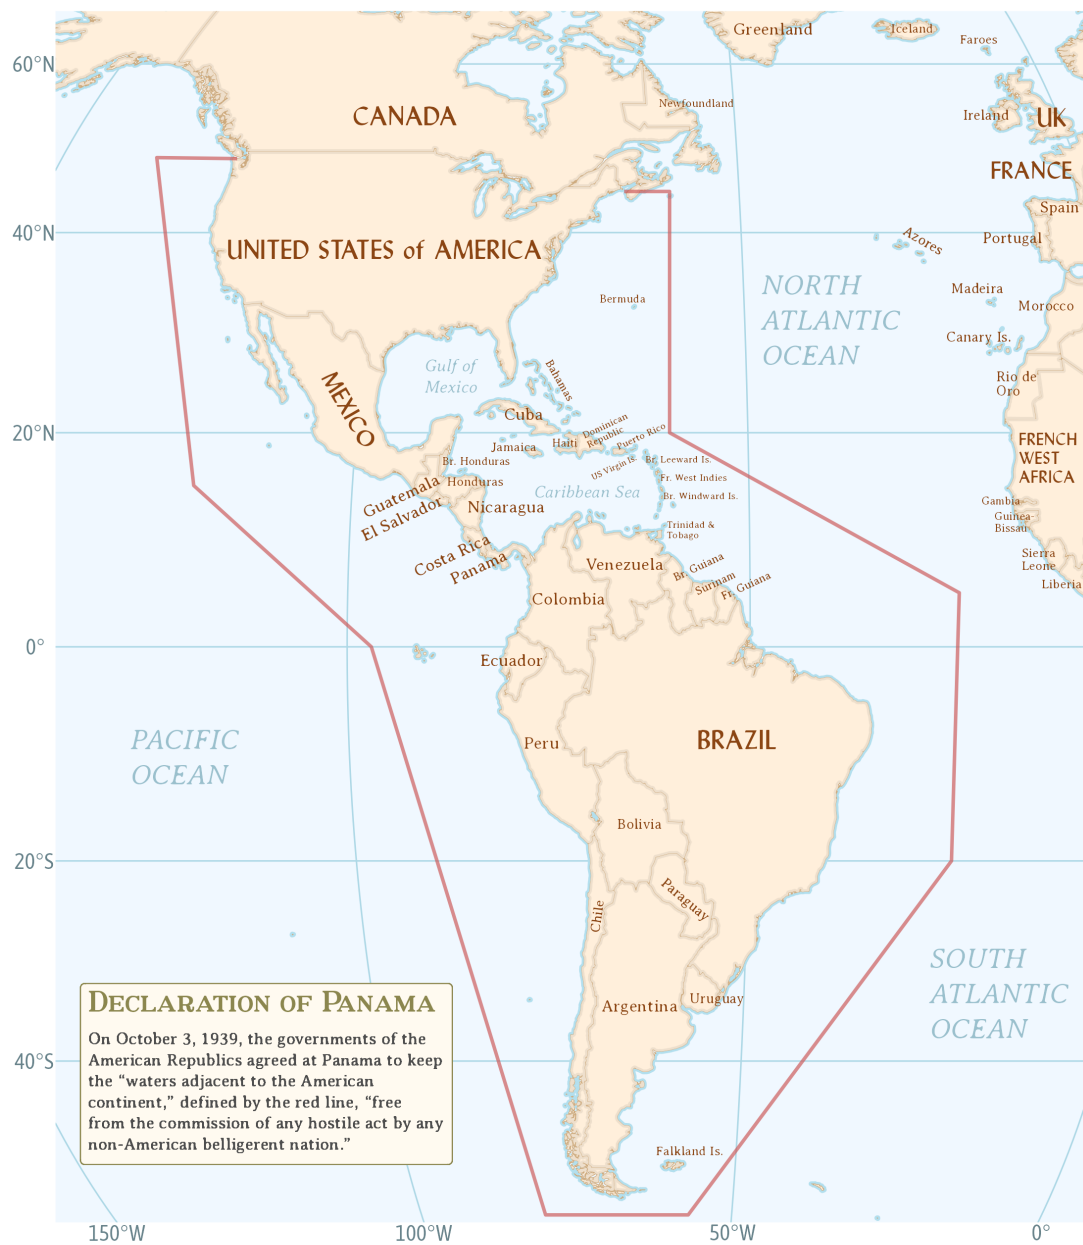 Greenland
Iceland
Faroes
60°N
Newfoundland
CANADA
Ireland
UK
FRANCE
Spain
40°N
UNITED STATES of AMERICA
Azores
Portugal
NORTH
ATLANTIC
OCEAN
Madeira
Bermuda
Morocco
Canary Is.
Gulf of
Mexico
Bahamas
MEXICO
Rio de
Oro
Cuba
20°N
Haiti
Dominican
Republic
Puerto Rico
FRENCH
WEST
AFRICA
Jamaica
Br. Honduras
US Virgin Is.
Br. Leeward Is.
Honduras
Fr. West Indies
Guatemala
Caribbean Sea
Br. Windward Is.
El Salvador
Nicaragua
Gambia
Guinea-
Bissau
Trinidad &
Tobago
Costa Rica
Panama
Sierra
Leone
Venezuela
Br. Guiana
Surinam
Fr. Guiana
Liberia
Colombia
0°
Ecuador
PACIFIC
OCEAN
Peru
BRAZIL
Bolivia
20°S
Paraguay
Chile
SOUTH
ATLANTIC
OCEAN
Uruguay
Argentina
DECLARATION OF PANAMA
On October 3, 1939, the governments of the
American Republics agreed at Panama to keep
the “waters adjacent to the American
continent,” defined by the red line, “free
from the commission of any hostile act by any
non-American belligerent nation.”
40°S
Falkland Is.
150°W
100°W
50°W
0°